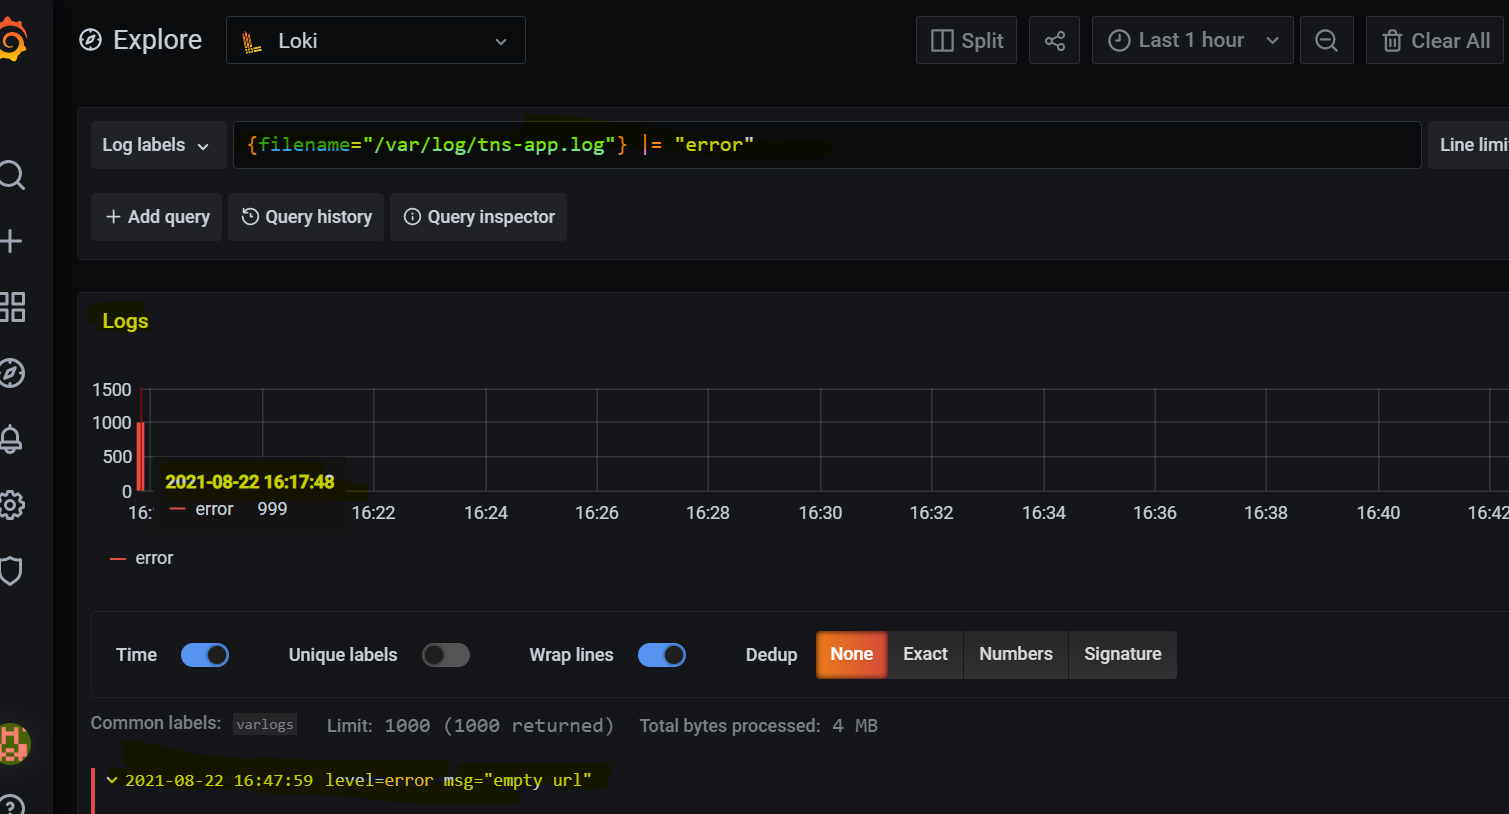 Explore
Loki
Split
Last 1 hour
Clear All
Log labels
{filename="/var/log/tns-app.log"} |= "error"
Line limi
+ Add query
Query history
Query inspector
Logs
1500
1000
500
0
2021-08-22 16:17:48
error 999
16: 16:22 16:24 16:26 16:28 16:30 16:32 16:34 16:36 16:38 16:40 16:42
error
Time
Unique labels
Wrap lines
Dedup
None
Exact
Numbers
Signature
Common labels: varlogs Limit: 1000 (1000 returned) Total bytes processed: 4 MB
2021-08-22 16:47:59 level=error msg="empty url"